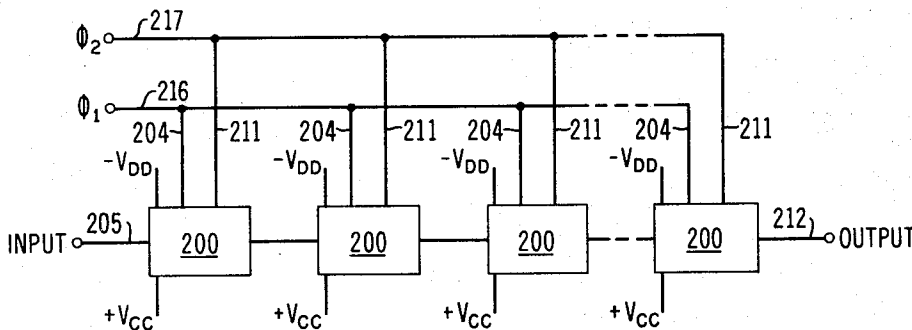 Φ2 217
Φ1 216
204 211 204 211 204 211 204 211
-VDD -VDD -VDD -VDD
INPUT 205 200 200 200 200 212 OUTPUT
+VCC +VCC +VCC +VCC